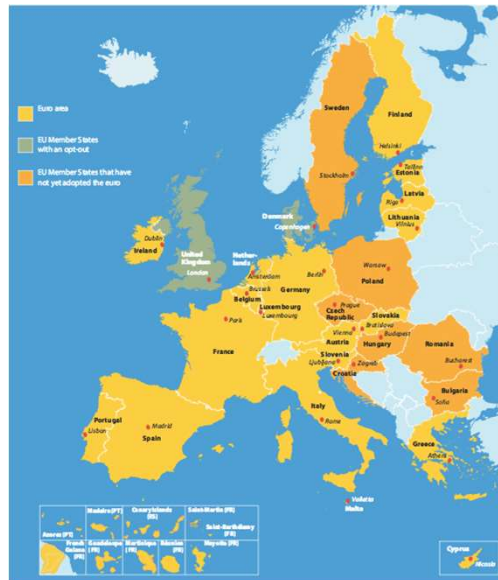 Euro area
EU Member States
with an opt-out
EU Member States that have
not yet adopted the euro
Sweden
Finland
Helsinki
Stockholm
Tallinn
Estonia
Riga
Latvia
Lithuania
Vilnius
Denmark
Copenhagen
Dublin
Ireland
United
Kingdom
London
Nether-
lands
Amsterdam
Berlin
Warsaw
Poland
Brussels
Belgium
Germany
Luxembourg
Luxembourg
Prague
Czech
Republic
Slovakia
Paris
Vienna
Bratislava
Budapest
Austria
Hungary
France
Slovenia
Ljubljana
Zagreb
Croatia
Romania
Bucharest
Bulgaria
Sofia
Italy
Rome
Portugal
Lisbon
Madrid
Spain
Greece
Athens
Valletta
Malta
Azores (PT)
Madeira (PT)
Canary Islands
(ES)
Saint-Martin (FR)
Saint-Barthélemy
(FR)
French
Guiana
(FR)
Guadeloupe
(FR)
Martinique
(FR)
Réunion
(FR)
Mayotte (FR)
Cyprus
Nicosia